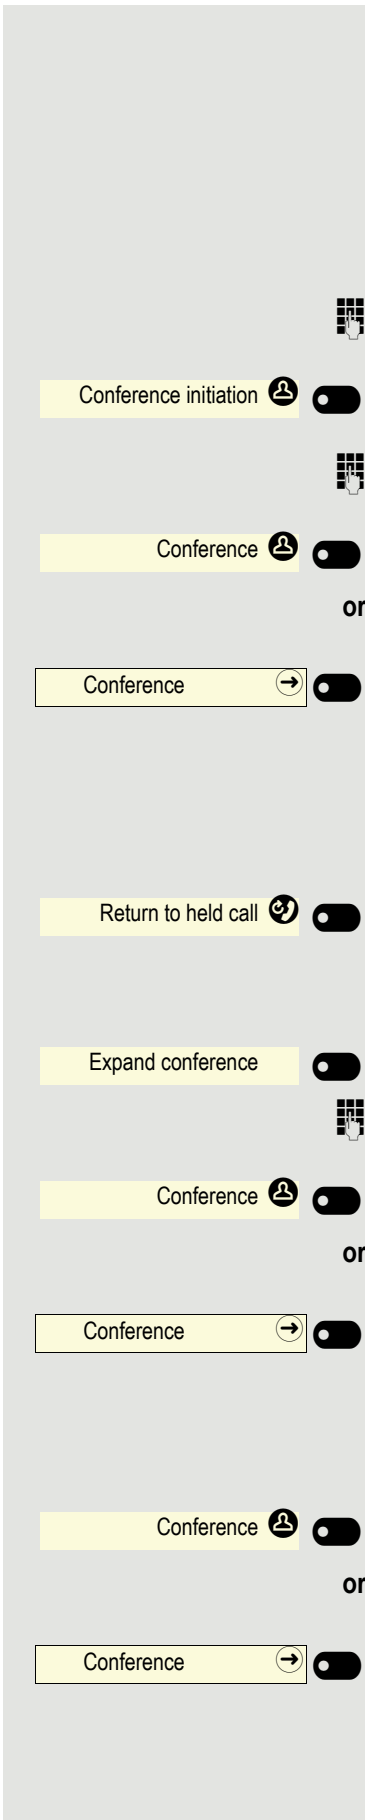 Conference initiation
Conference
or
Conference
Return to held call
Expand conference
Conference
or
Conference
Conference
or
Conference